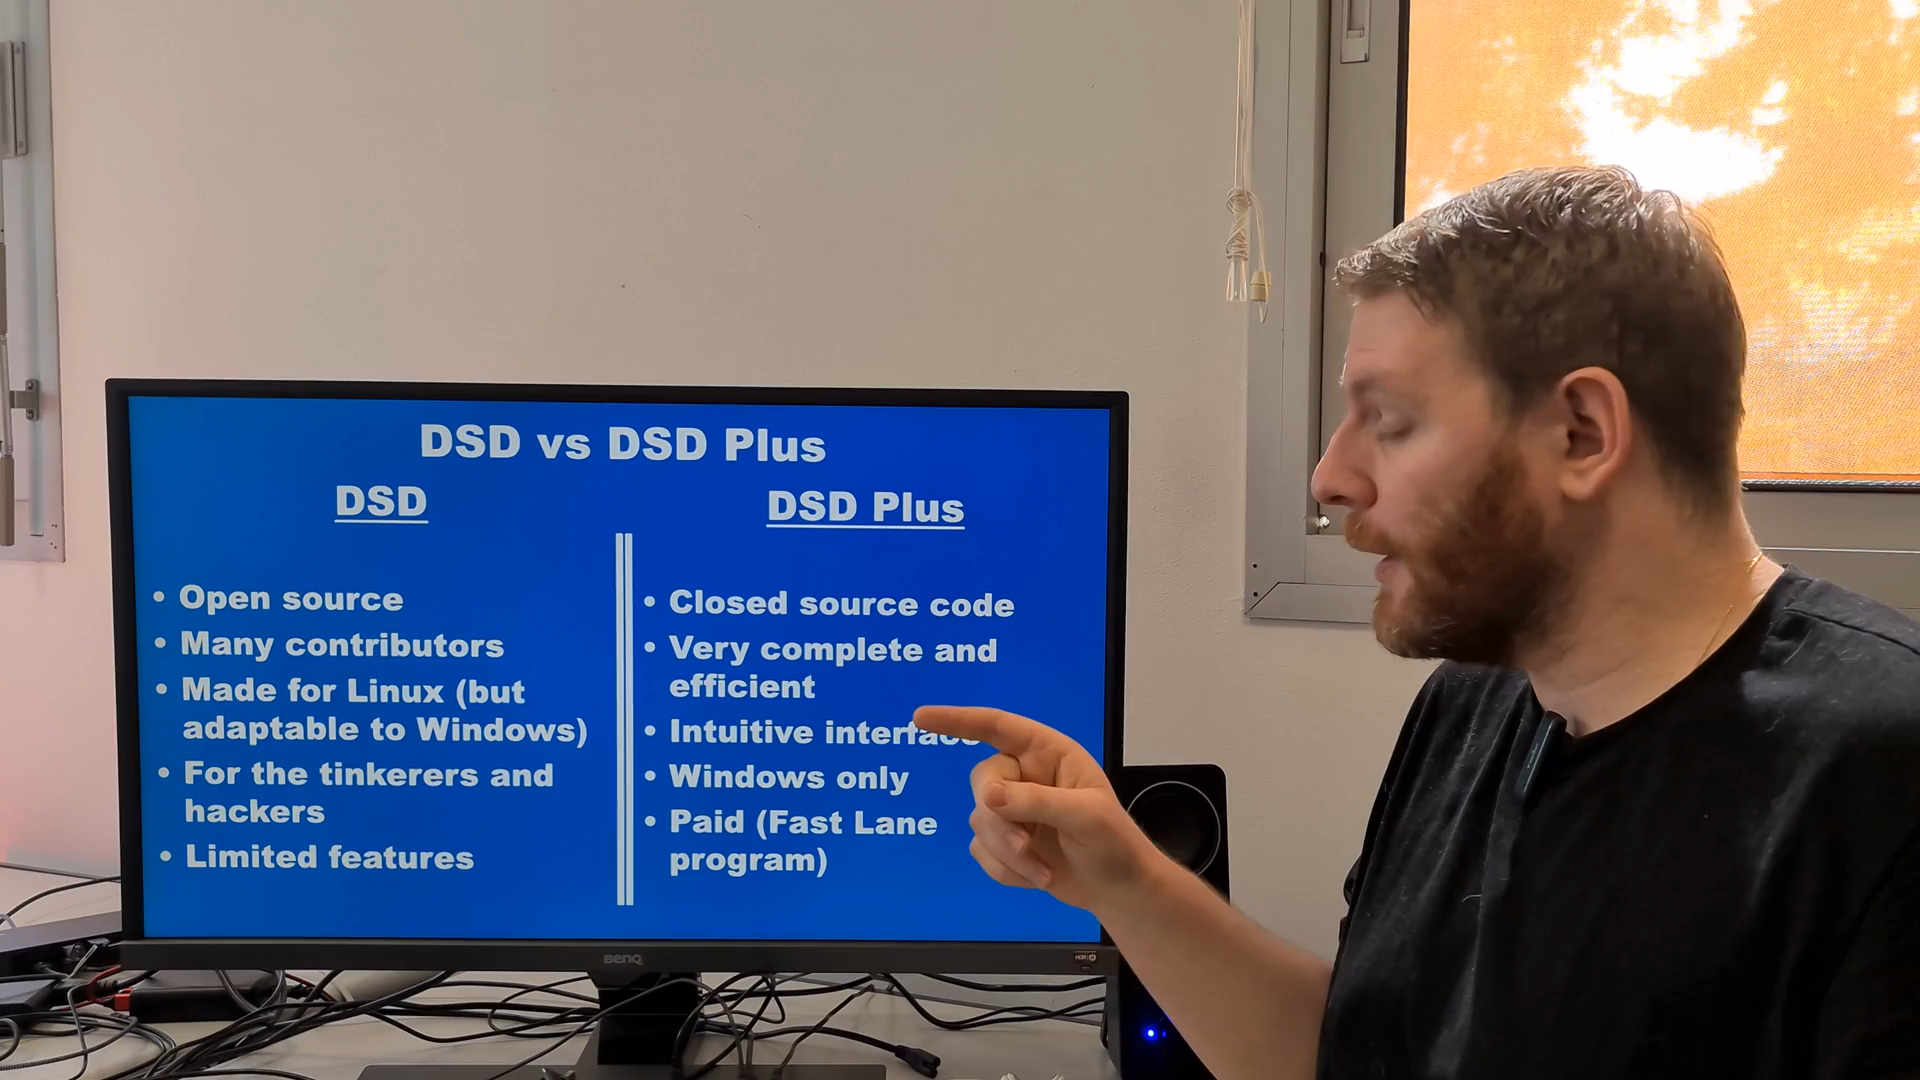 DSD vs DSD Plus
DSD
• Open source
• Many contributors
• Made for Linux (but
adaptable to Windows)
• For the tinkerers and
hackers
• Limited features
DSD Plus
• Closed source code
• Very complete and
efficient
• Intuitive interface
• Windows only
• Paid (Fast Lane
program)
BenQ
HDR